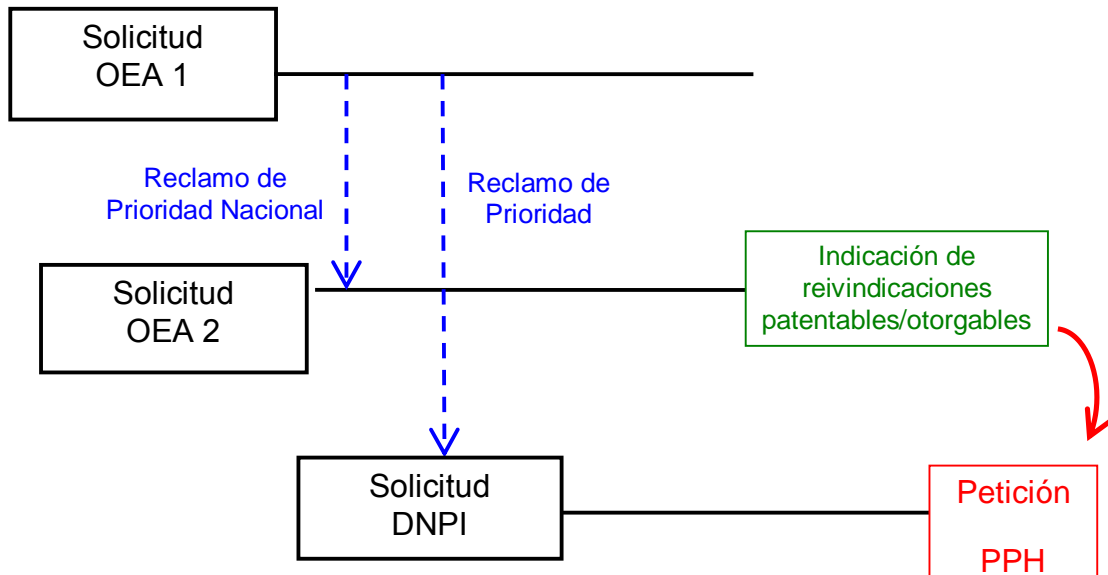 Solicitud
OEA 1
Reclamo de
Prioridad Nacional
Reclamo de
Prioridad
Solicitud
OEA 2
Indicación de
reivindicaciones
patentables/otorgables
Solicitud
DNPI
Petición
PPH